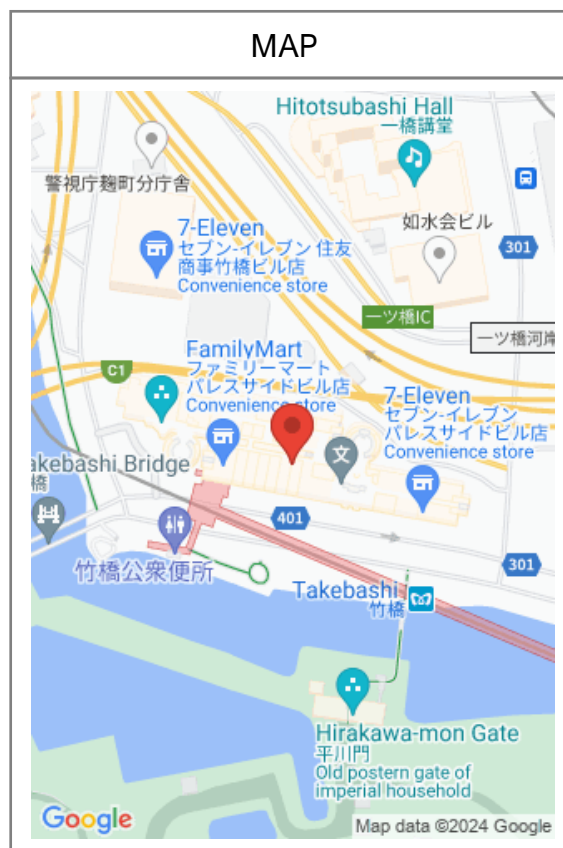 MAP
Hitotsubashi Hall
一橋講堂
警視庁麹町分庁舎
7-Eleven
セブン-イレブン 住友
商事竹橋ビル店
Convenience store
如水会ビル
301
一ツ橋IC
一ツ橋河岸
C1
FamilyMart
ファミリーマート
パレスサイドビル店
Convenience store
7-Eleven
セブン-イレブン
パレスサイドビル店
Convenience store
文
akebashi Bridge
橋
401
301
竹橋公衆便所
Takebashi
竹橋
Hirakawa-mon Gate
平川門
Old postern gate of
imperial household
Google
Map data ©2024 Google